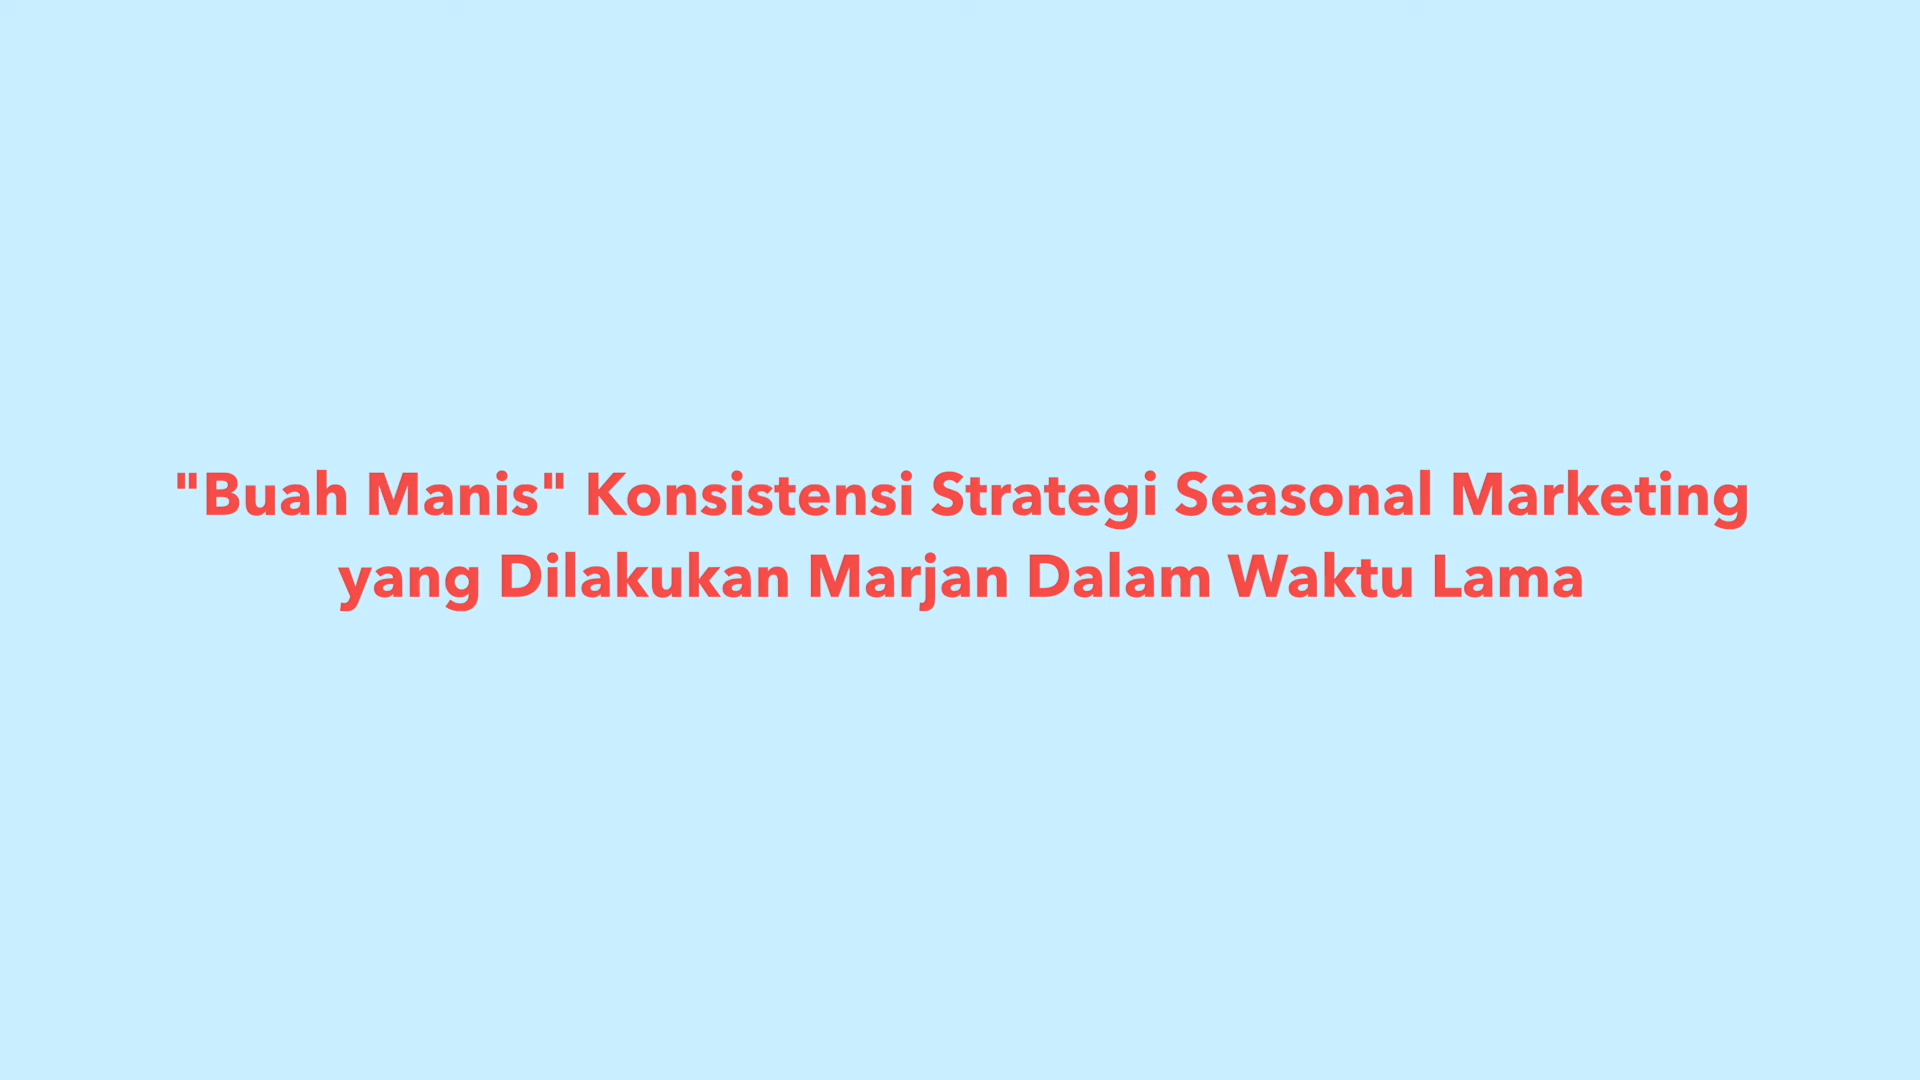 "Buah Manis" Konsistensi Strategi Seasonal Marketing
yang Dilakukan Marjan Dalam Waktu Lama